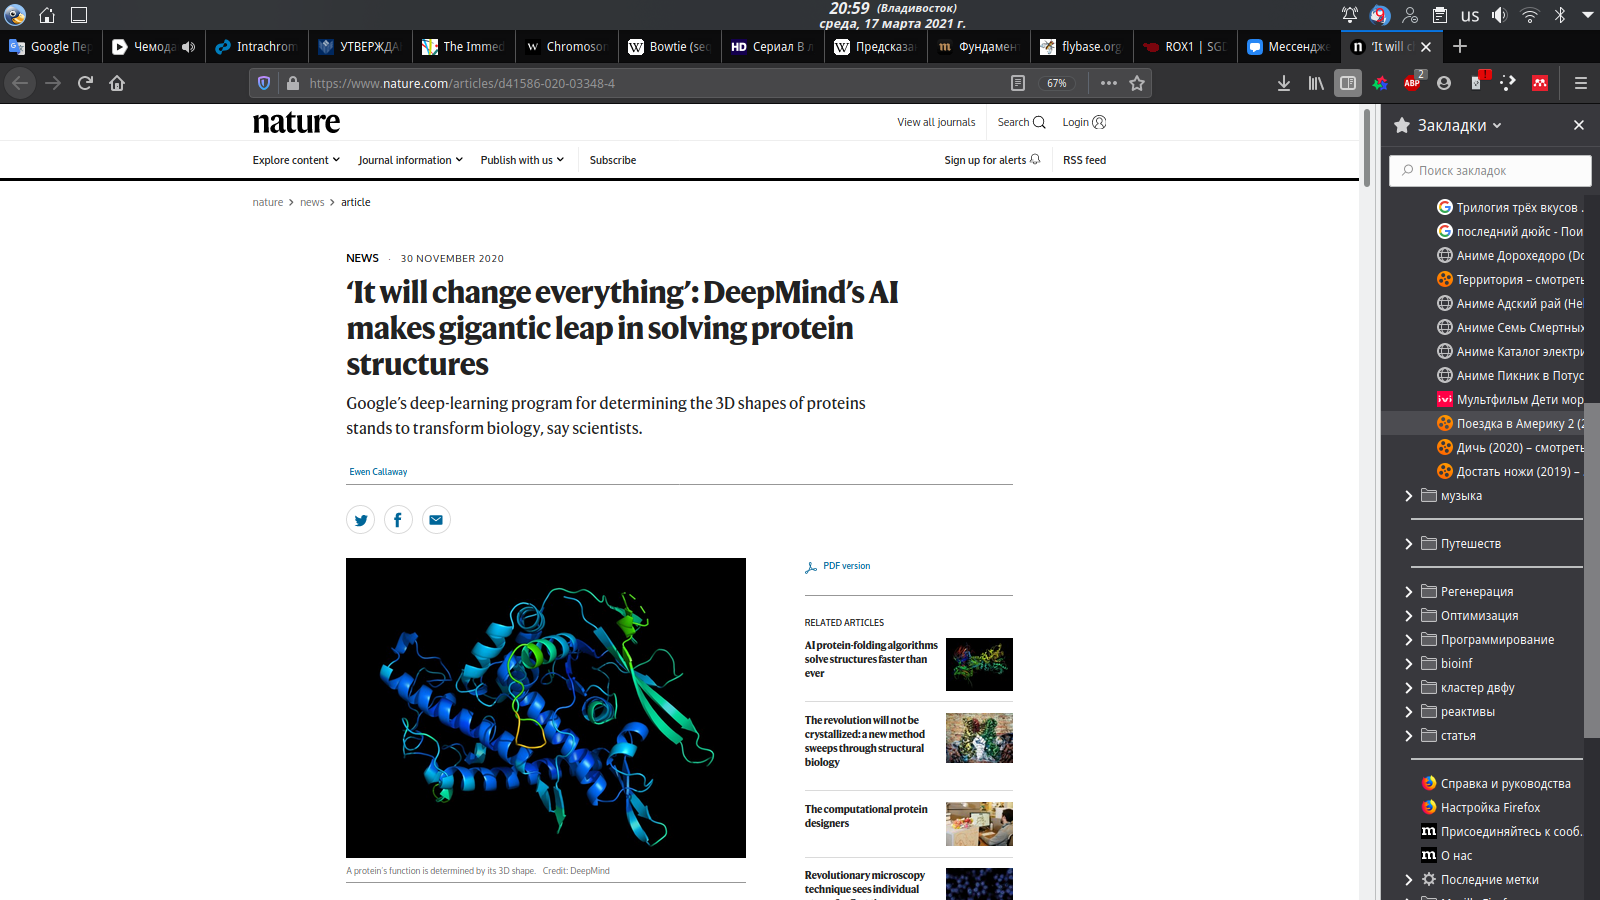 20:59 (Владивосток)
среда, 17 марта 2021 г.
us
Google Пер
Чемода
Intrachrom
УТВЕРЖДА
The Immed
Chromosom
Bowtie (sec
HD Сериал В л
Предсказа
Фундамен
flybase.org
ROX1 | SGD
Мессендже
'It will c
https://www.nature.com/articles/d41586-020-03348-4
67%
ABP
2
nature
View all journals
Search
Login
Explore content
Journal information
Publish with us
Subscribe
Sign up for alerts
RSS feed
nature > news > article
NEWS · 30 NOVEMBER 2020
‘It will change everything’: DeepMind’s AI
makes gigantic leap in solving protein
structures
Google’s deep-learning program for determining the 3D shapes of proteins
stands to transform biology, say scientists.
Ewen Callaway
A protein’s function is determined by its 3D shape. Credit: DeepMind
PDF version
RELATED ARTICLES
AI protein-folding algorithms
solve structures faster than
ever
The revolution will not be
crystallized: a new method
sweeps through structural
biology
The computational protein
designers
Revolutionary microscopy
technique sees individual
Закладки
Поиск закладок
Трилогия трёх вкусов .
последний дюйс - Пои
Аниме Дорохедоро (Do
Территория – смотреть
Аниме Адский рай (He
Аниме Семь Смертных
Аниме Каталог электри
Аниме Пикник в Потус
ivi Мультфильм Дети мор
Поездка в Америку 2 (2
Дичь (2020) – смотреть
Достать ножи (2019) – .
музыка
Путешеств
Регенерация
Оптимизация
Программирование
bioinf
кластер двфу
реактивы
статья
Справка и руководства
Настройка Firefox
Присоединяйтесь к сооб.
О нас
Последние метки